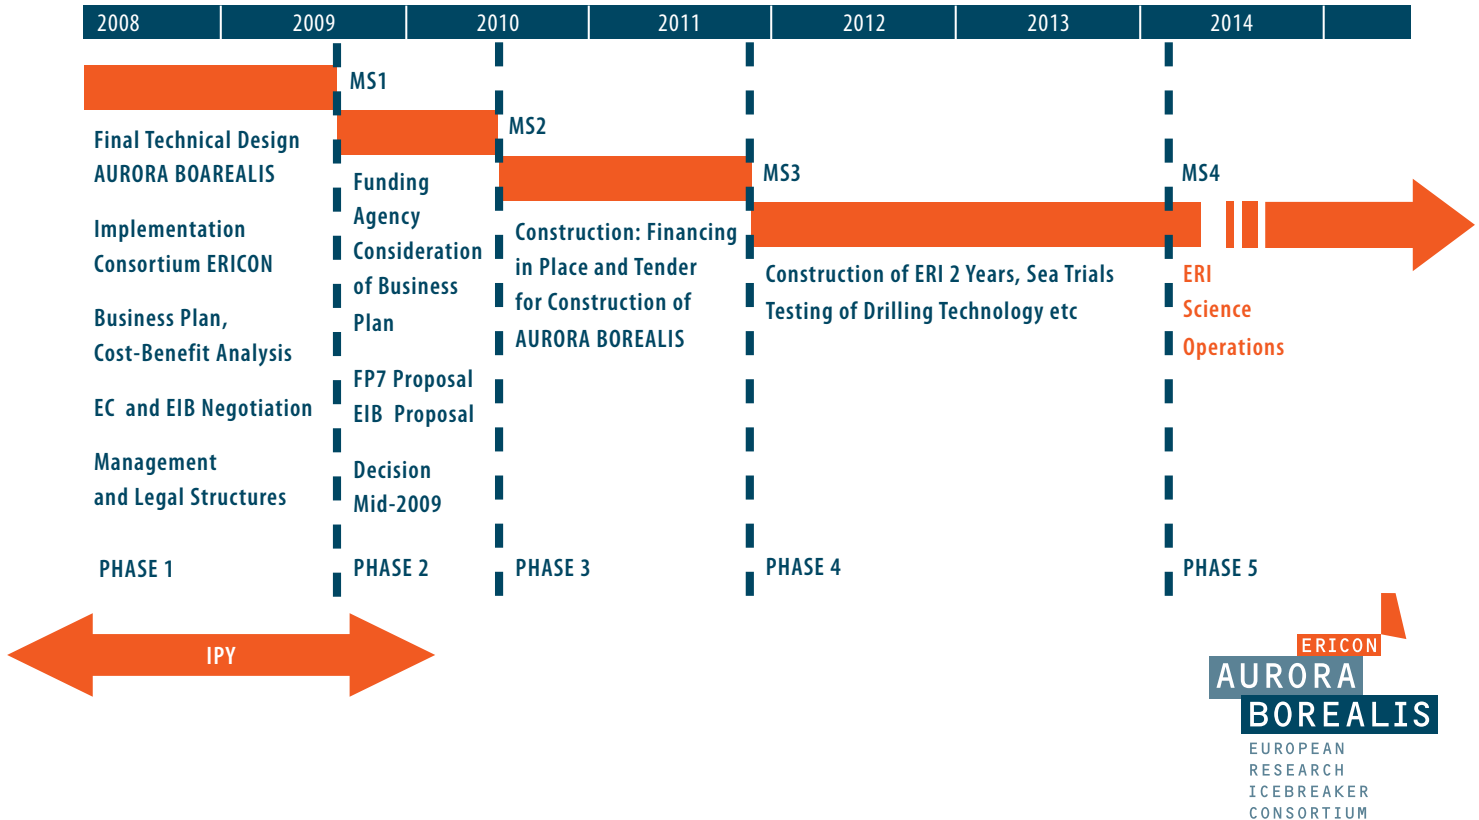 2008 2009 2010 2011 2012 2013 2014
MS1
Final Technical Design
AURORA BOAREALIS
Implementation
Consortium ERICON
Business Plan,
Cost-Benefit Analysis
EC and EIB Negotiation
Management
and Legal Structures
PHASE 1
MS2
Funding
Agency
Consideration
of Business
Plan
FP7 Proposal
EIB Proposal
Decision
Mid-2009
PHASE 2
MS3
Construction: Financing
in Place and Tender
for Construction of
AURORA BOREALIS
PHASE 3
MS4
Construction of ERI 2 Years, Sea Trials
Testing of Drilling Technology etc
PHASE 4
ERI
Science
Operations
PHASE 5
IPY
ERICON
AURORA
BOREALIS
EUROPEAN
RESEARCH
ICEBREAKER
CONSORTIUM